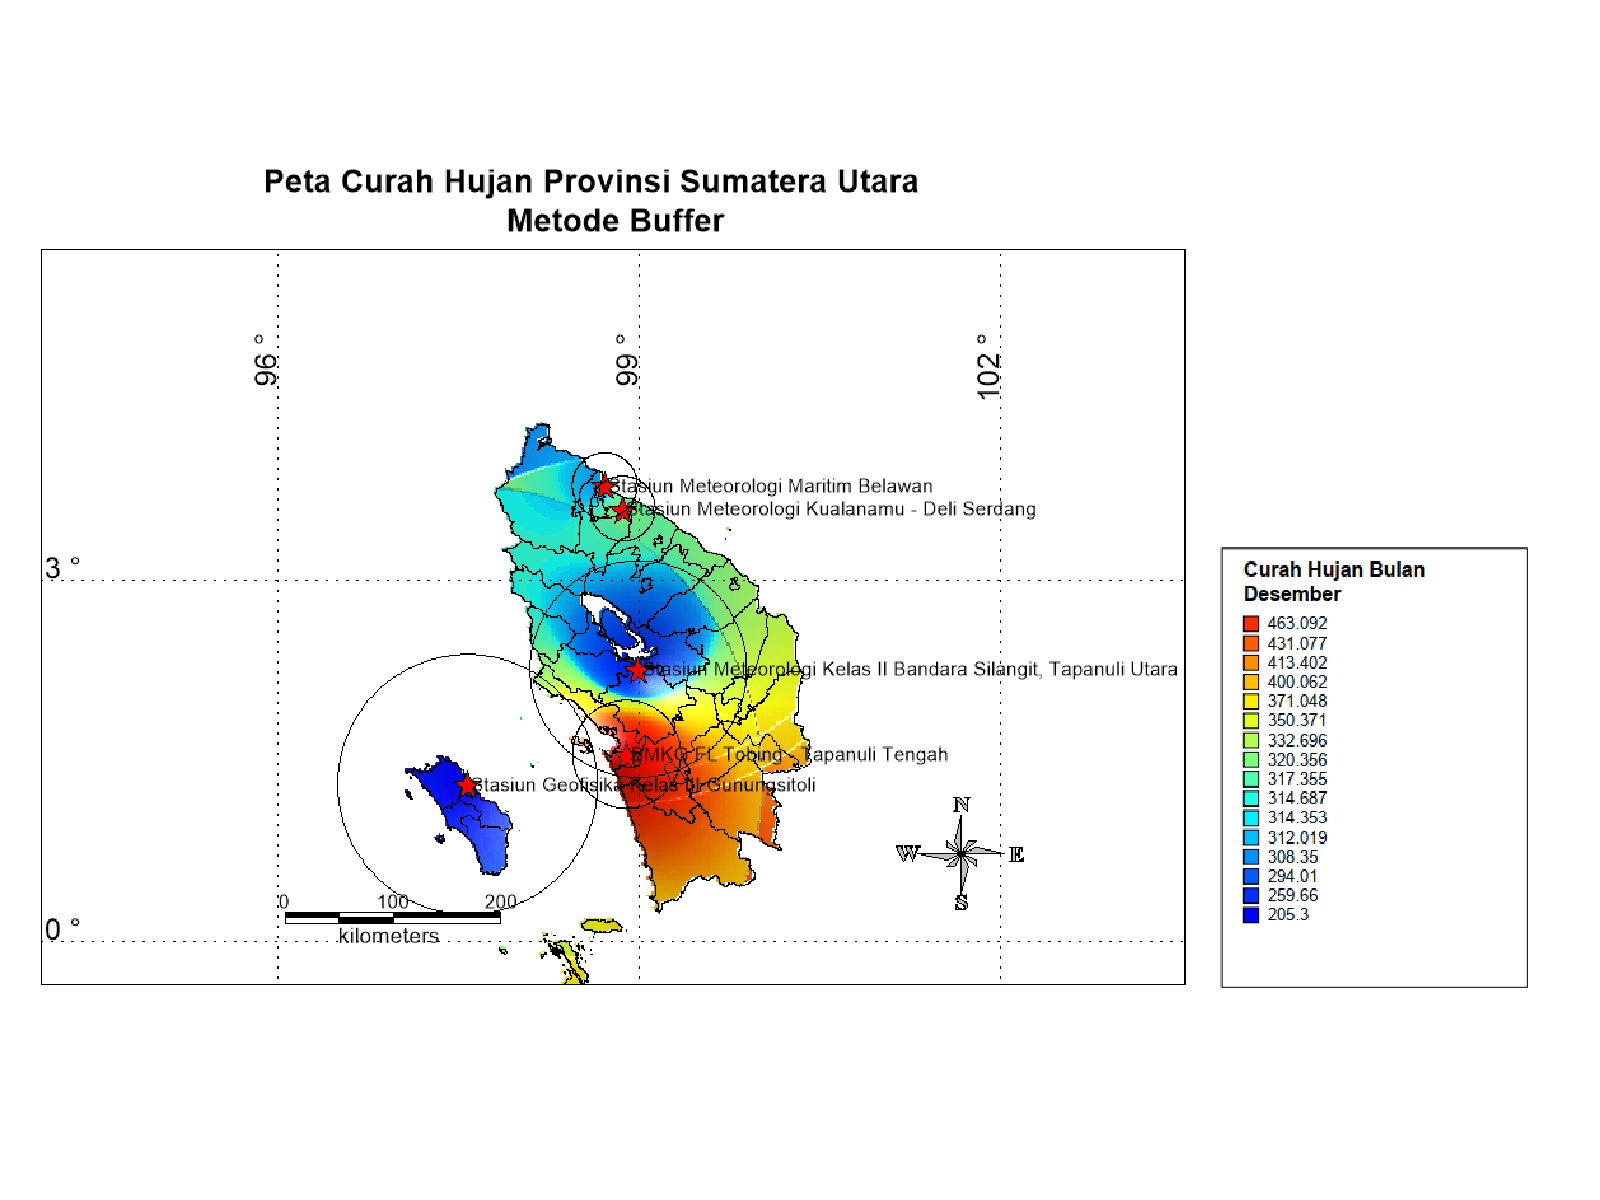 Peta Curah Hujan Provinsi Sumatera Utara
Metode Buffer
96 °
99 °
102 °
Stasiun Meteorologi Maritim Belawan
Stasiun Meteorologi Kualanamu - Deli Serdang
3 °
Stasiun Meteorologi Kelas II Bandara Silangit, Tapanuli Utara
BMKG FL Tobing - Tapanuli Tengah
Stasiun Geofisika Kelas III Gunungsitoli
N
W E
S
0 100 200
kilometers
0 °
Curah Hujan Bulan
Desember
463.092
431.077
413.402
400.062
371.048
350.371
332.696
320.356
317.355
314.687
314.353
312.019
308.35
294.01
259.66
205.3